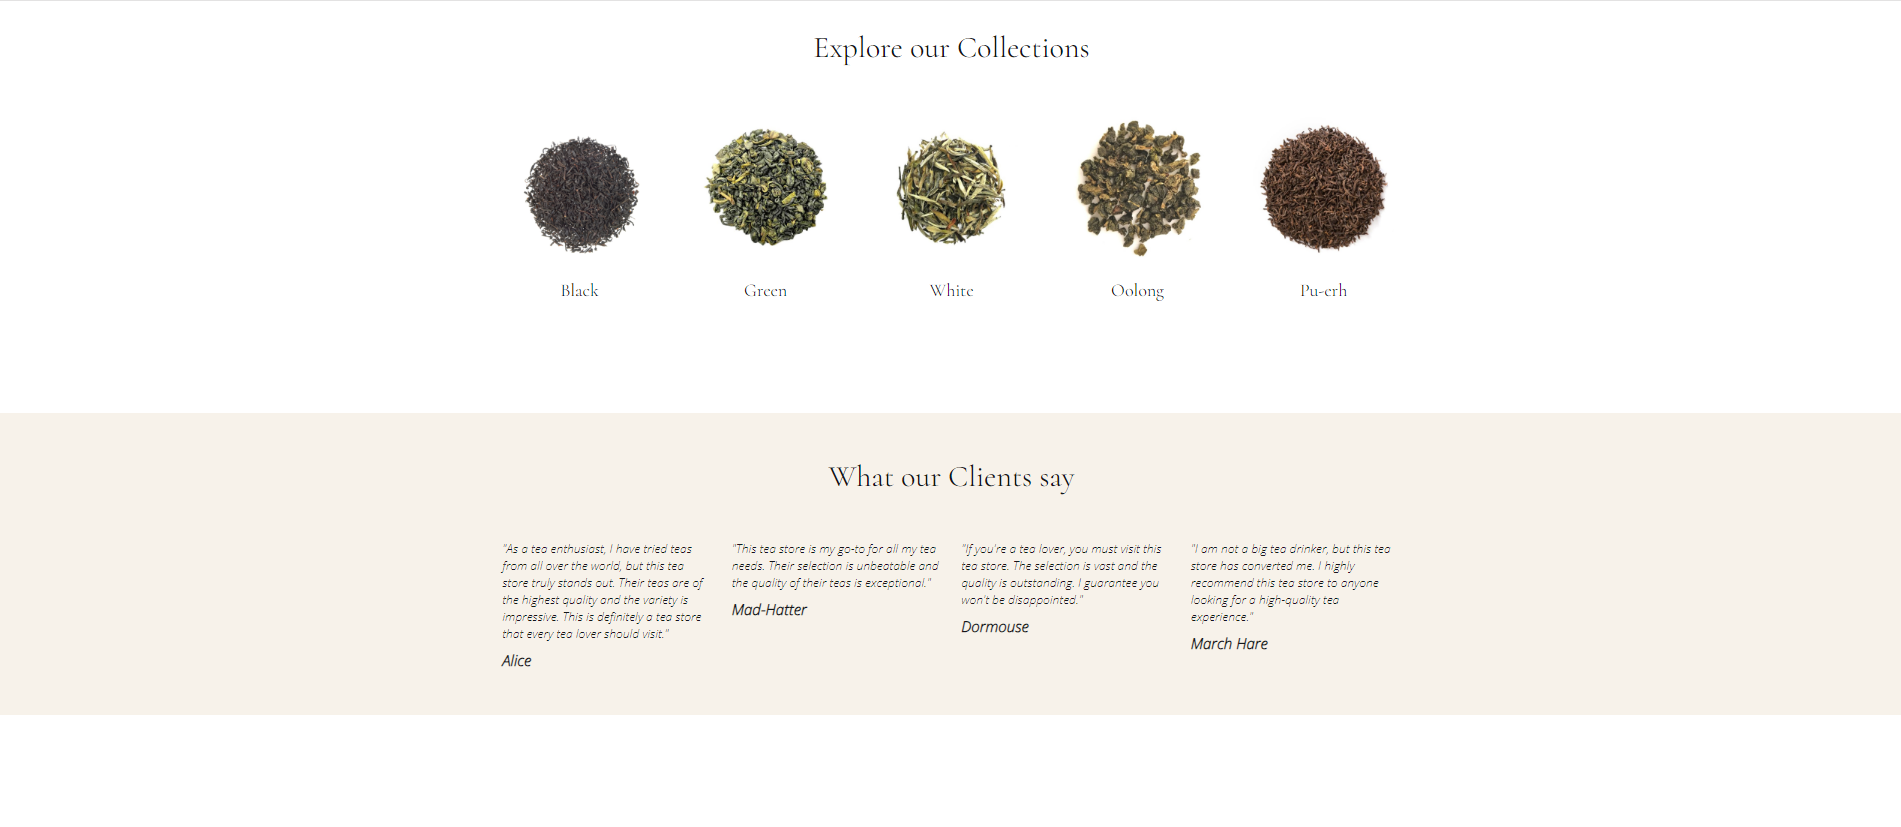 Explore our Collections
Black
Green
White
Oolong
Pu-erh
What our Clients say
"As a tea enthusiast, I have tried teas
from all over the world, but this tea
store truly stands out. Their teas are of
the highest quality and the variety is
impressive. This is definitely a tea store
that every tea lover should visit."
Alice
"This tea store is my go-to for all my tea
needs. Their selection is unbeatable and
the quality of their teas is exceptional."
Mad-Hatter
"If you're a tea lover, you must visit this
tea store. The selection is vast and the
quality is outstanding. I guarantee you
won't be disappointed."
Dormouse
"I am not a big tea drinker, but this tea
store has converted me. I highly
recommend this tea store to anyone
looking for a high-quality tea
experience."
March Hare